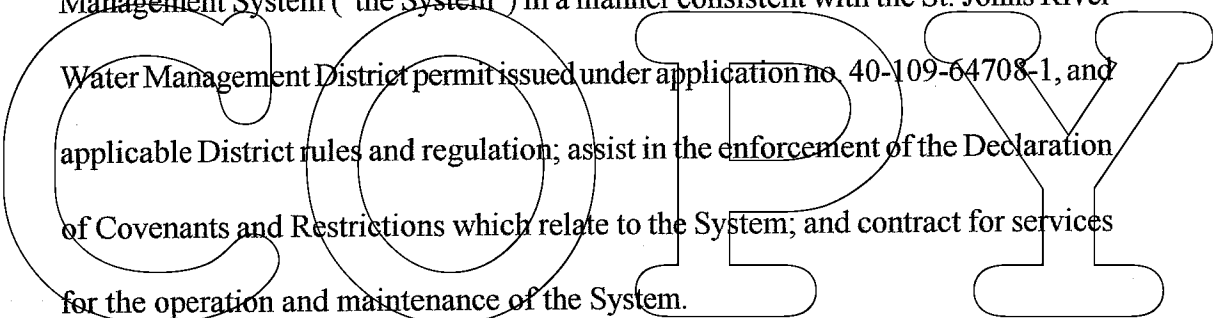 Management System ("the System") in a manner consistent with the St. Johns River
Water Management District permit issued under application no. 40-109-64708-1, and
applicable District rules and regulation; assist in the enforcement of the Declaration
of Covenants and Restrictions which relate to the System; and contract for services
for the operation and maintenance of the System.
COPY